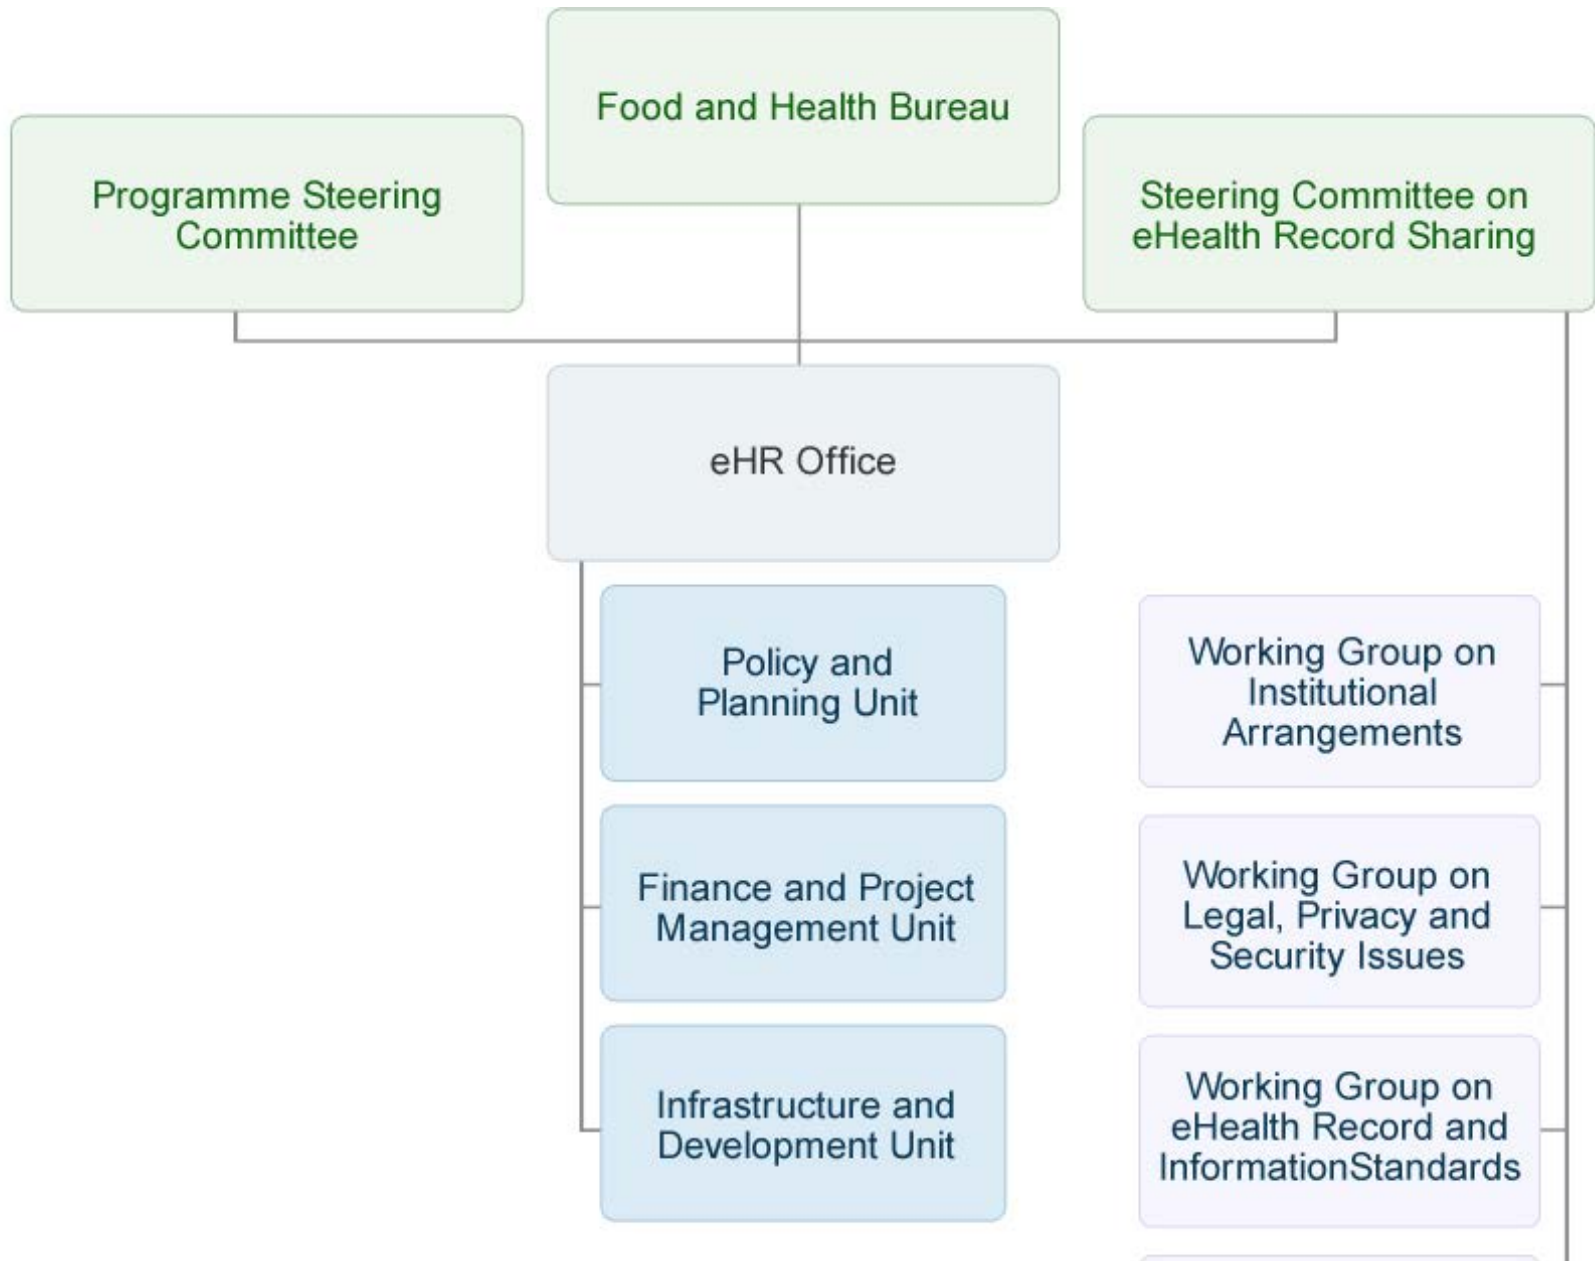 Food and Health Bureau
Programme Steering
Committee
Steering Committee on
eHealth Record Sharing
eHR Office
Policy and
Planning Unit
Finance and Project
Management Unit
Infrastructure and
Development Unit
Working Group on
Institutional
Arrangements
Working Group on
Legal, Privacy and
Security Issues
Working Group on
eHealth Record and
InformationStandards